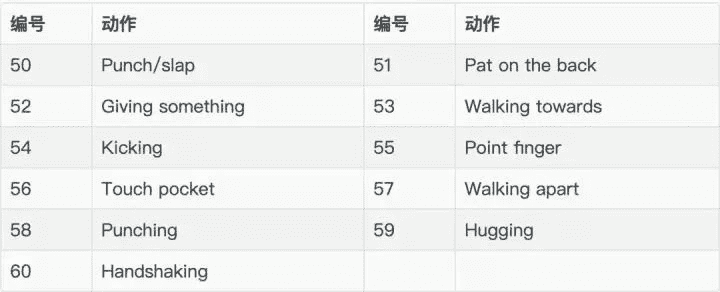 编号 动作 编号 动作
50 Punch/slap 51 Pat on the back
52 Giving something 53 Walking towards
54 Kicking 55 Point finger
56 Touch pocket 57 Walking apart
58 Punching 59 Hugging
60 Handshaking